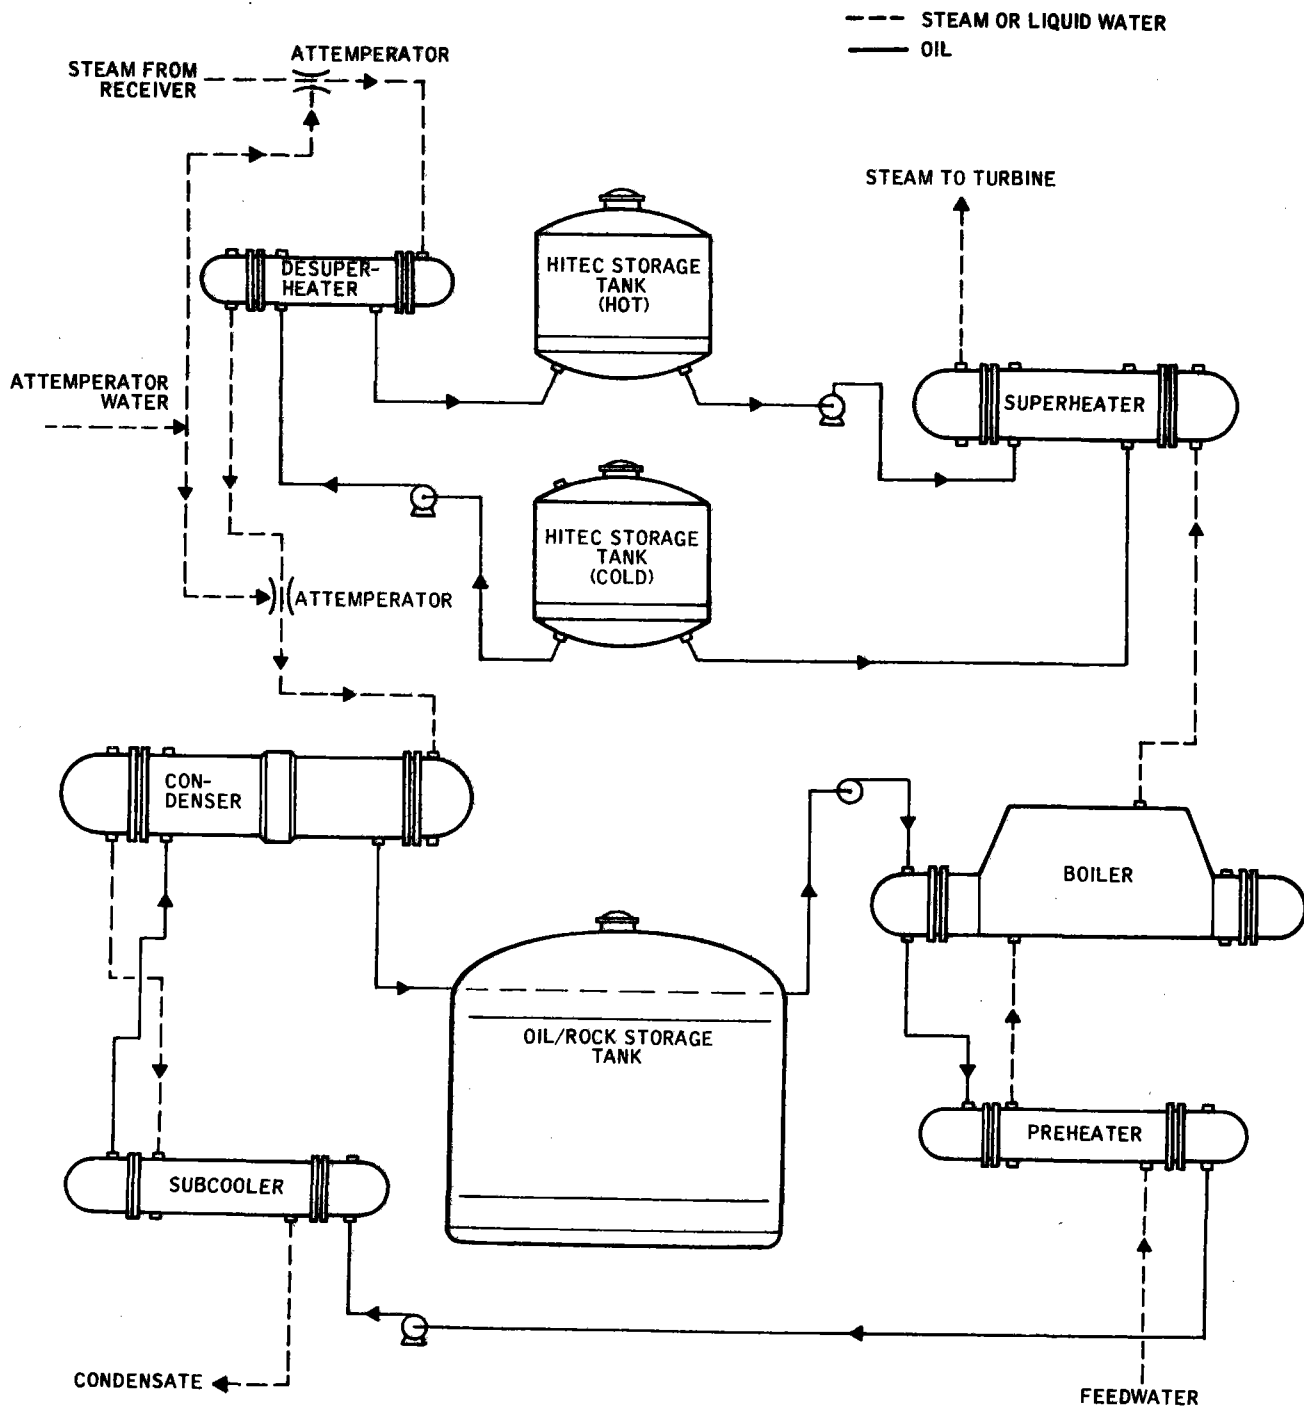 STEAM OR LIQUID WATER
OIL
ATTEMPERATOR
STEAM FROM
RECEIVER
STEAM TO TURBINE
DESUPER-
HEATER
HITEC STORAGE
TANK
(HOT)
ATTEMPERATOR
WATER
SUPERHEATER
HITEC STORAGE
TANK
(COLD)
ATTEMPERATOR
CON-
DENSER
BOILER
OIL/ROCK STORAGE
TANK
PREHEATER
SUBCOOLER
CONDENSATE
FEEDWATER